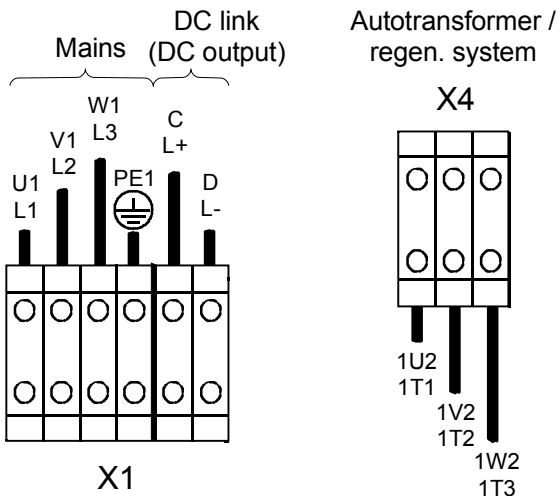 Mains
DC link
(DC output)
U1
L1
V1
L2
W1
L3
PE1
C
L+
D
L-
X1
Autotransformer /
regen. system
X4
1U2
1T1
1V2
1T2
1W2
1T3